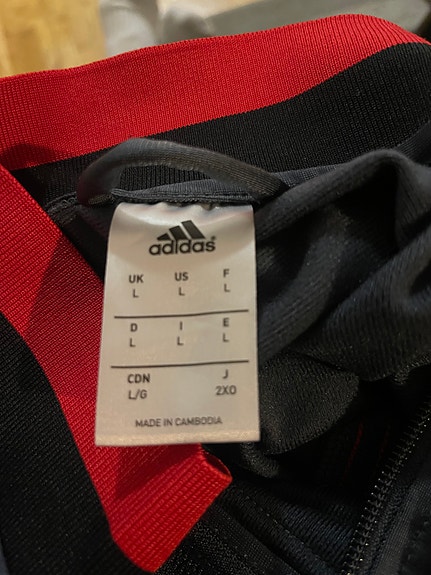 adidas
UK US F
L L L
D I E
L L L
CDN J
L/G 2XO
MADE IN CAMBODIA